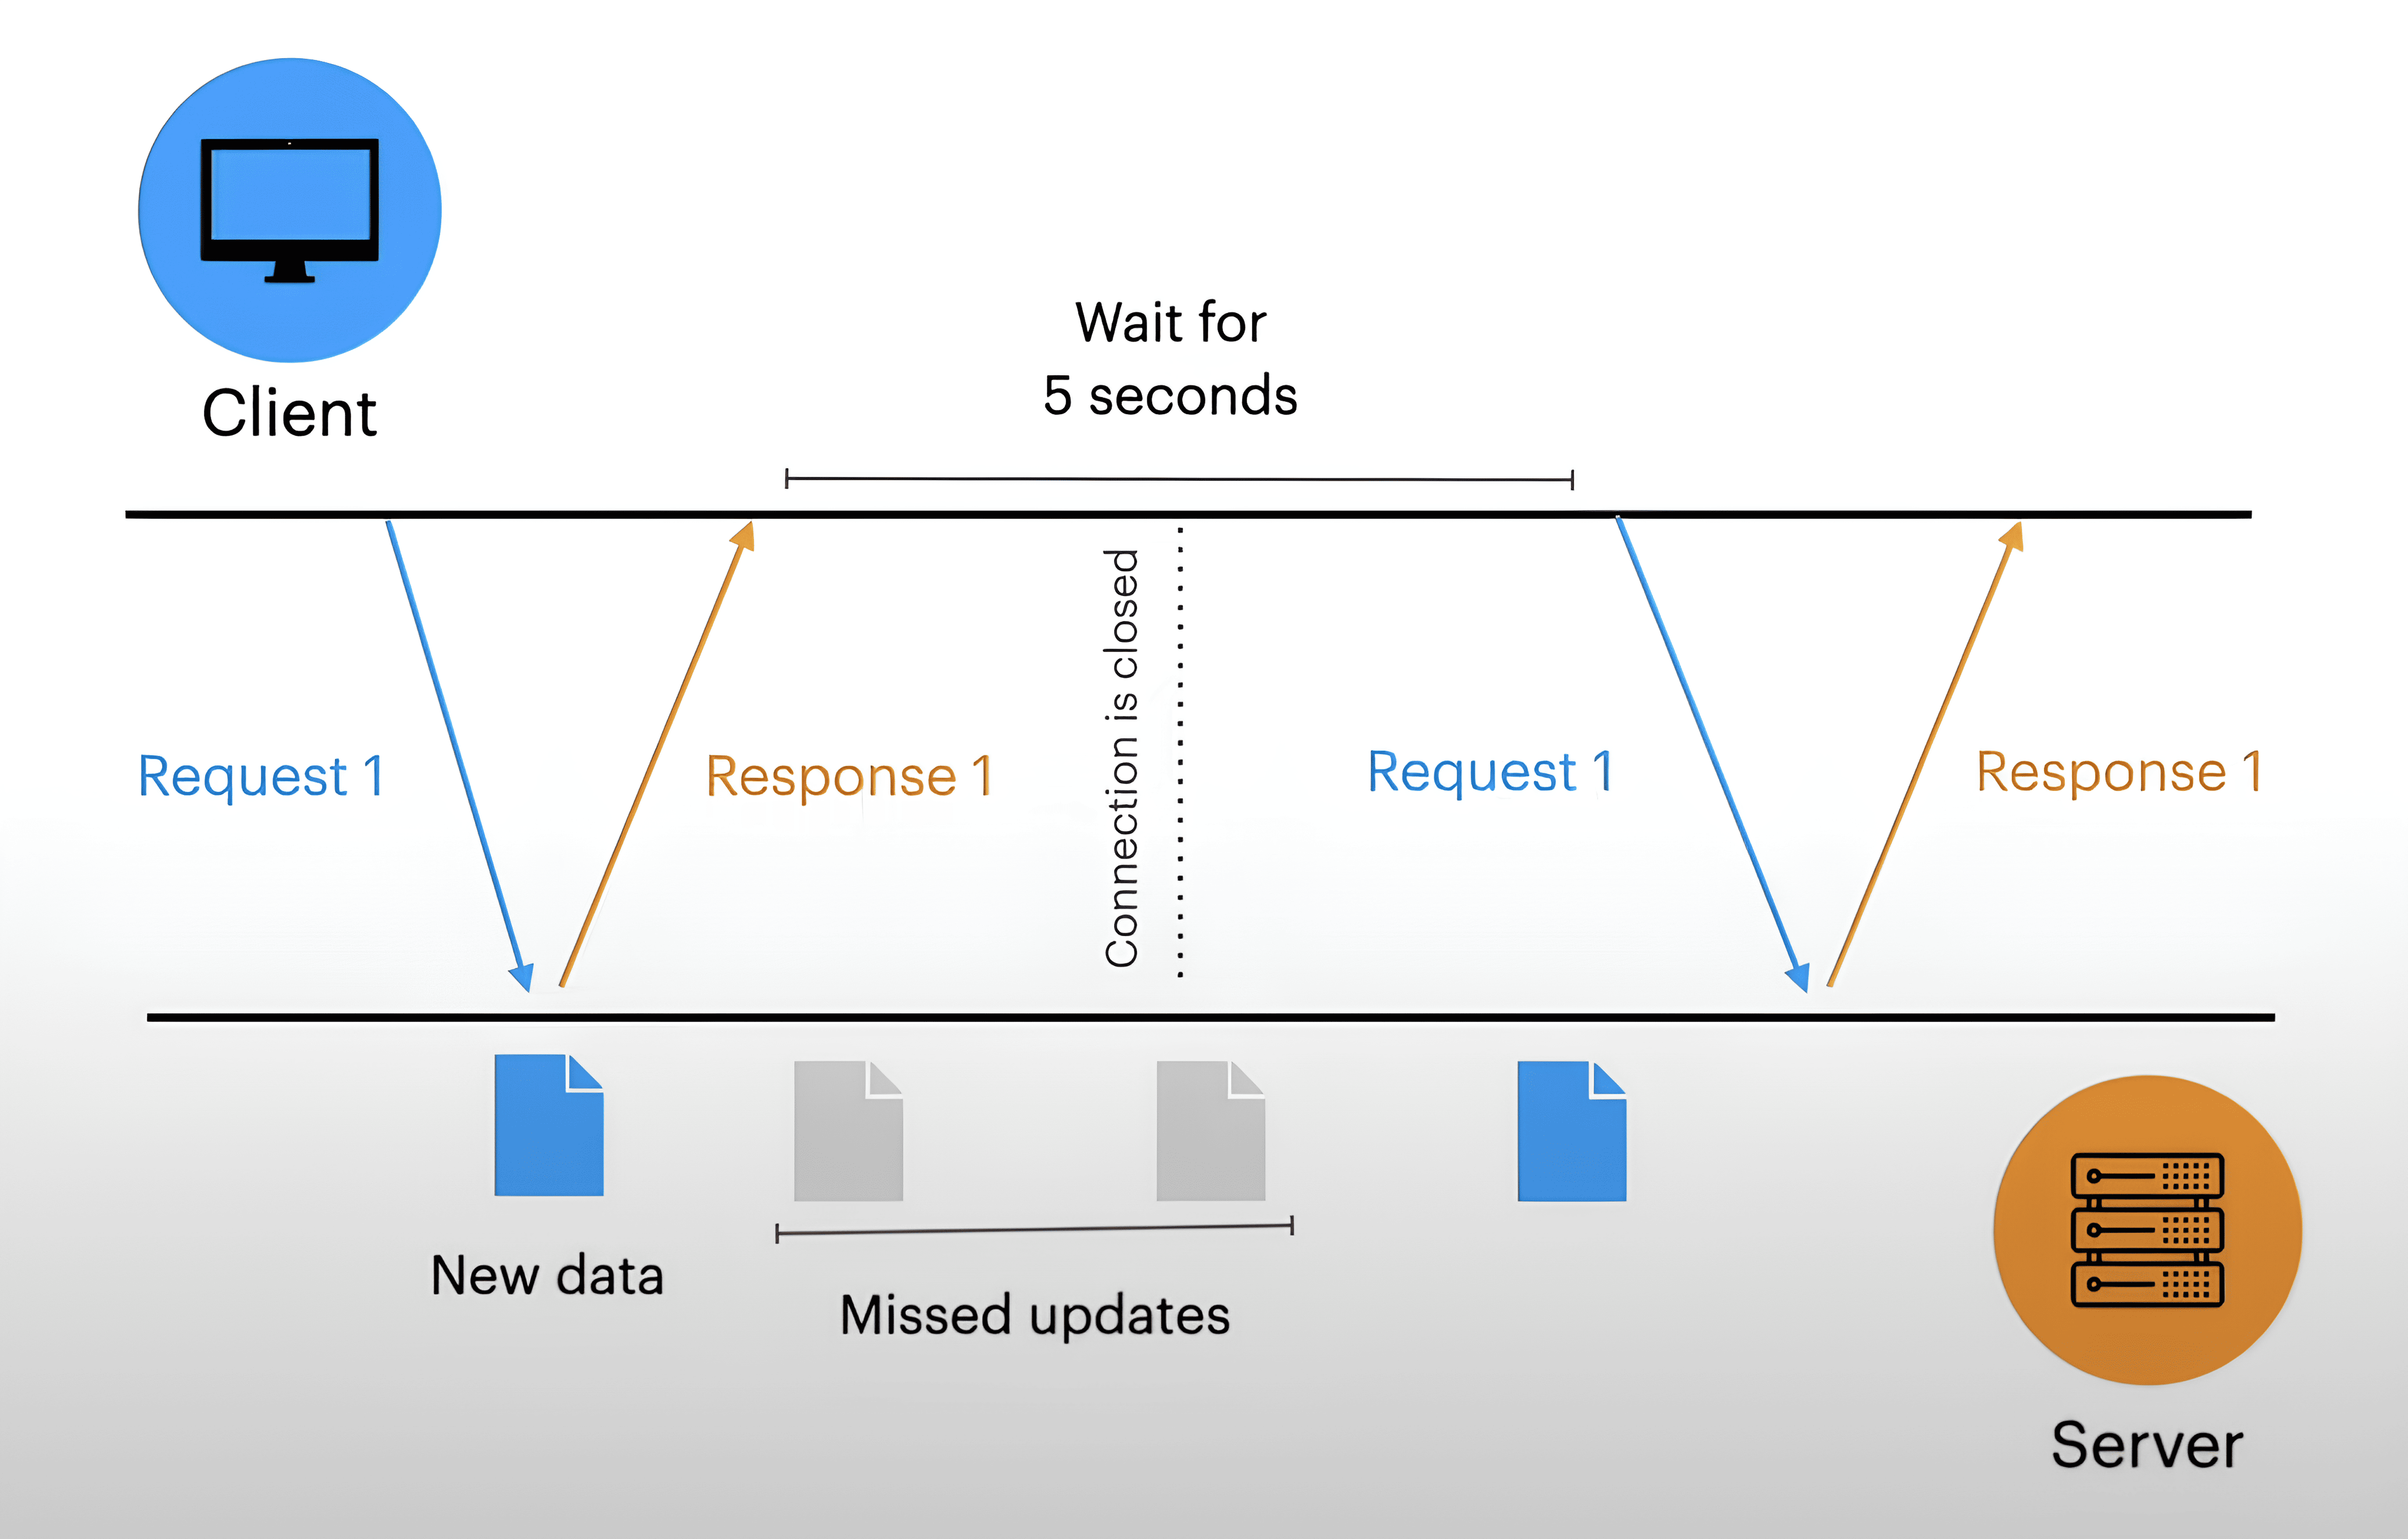 Client
Wait for
5 seconds
Request 1
Response 1
Connection is closed
Request 1
Response 1
New data
Missed updates
Server